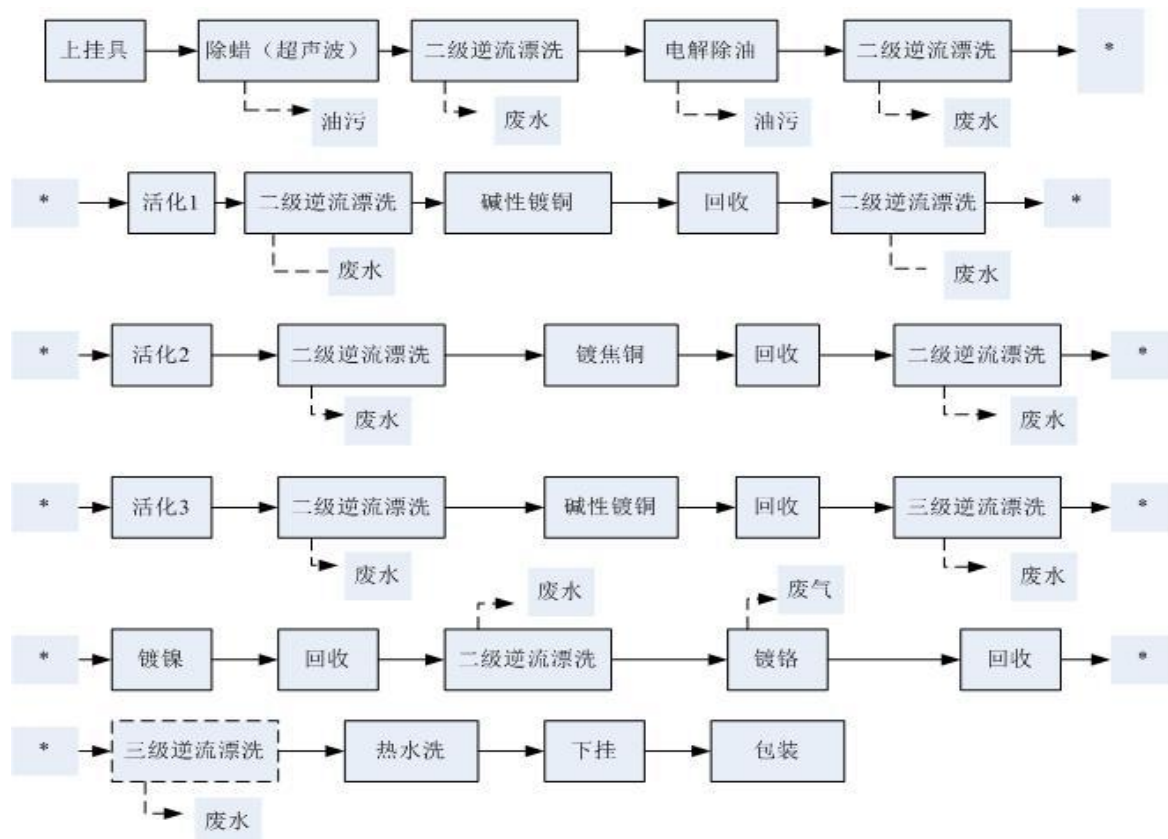 上挂具 除蜡（超声波） 二级逆流漂洗 电解除油 二级逆流漂洗 *
油污 废水 油污 废水
* 活化1 二级逆流漂洗 碱性镀铜 回收 二级逆流漂洗 *
废水 废水
* 活化2 二级逆流漂洗 镀焦铜 回收 二级逆流漂洗 *
废水 废水
* 活化3 二级逆流漂洗 碱性镀铜 回收 三级逆流漂洗 *
废水 废水
废水 废气
* 镀镍 回收 二级逆流漂洗 镀铬 回收 *
* 三级逆流漂洗 热水洗 下挂 包装
废水